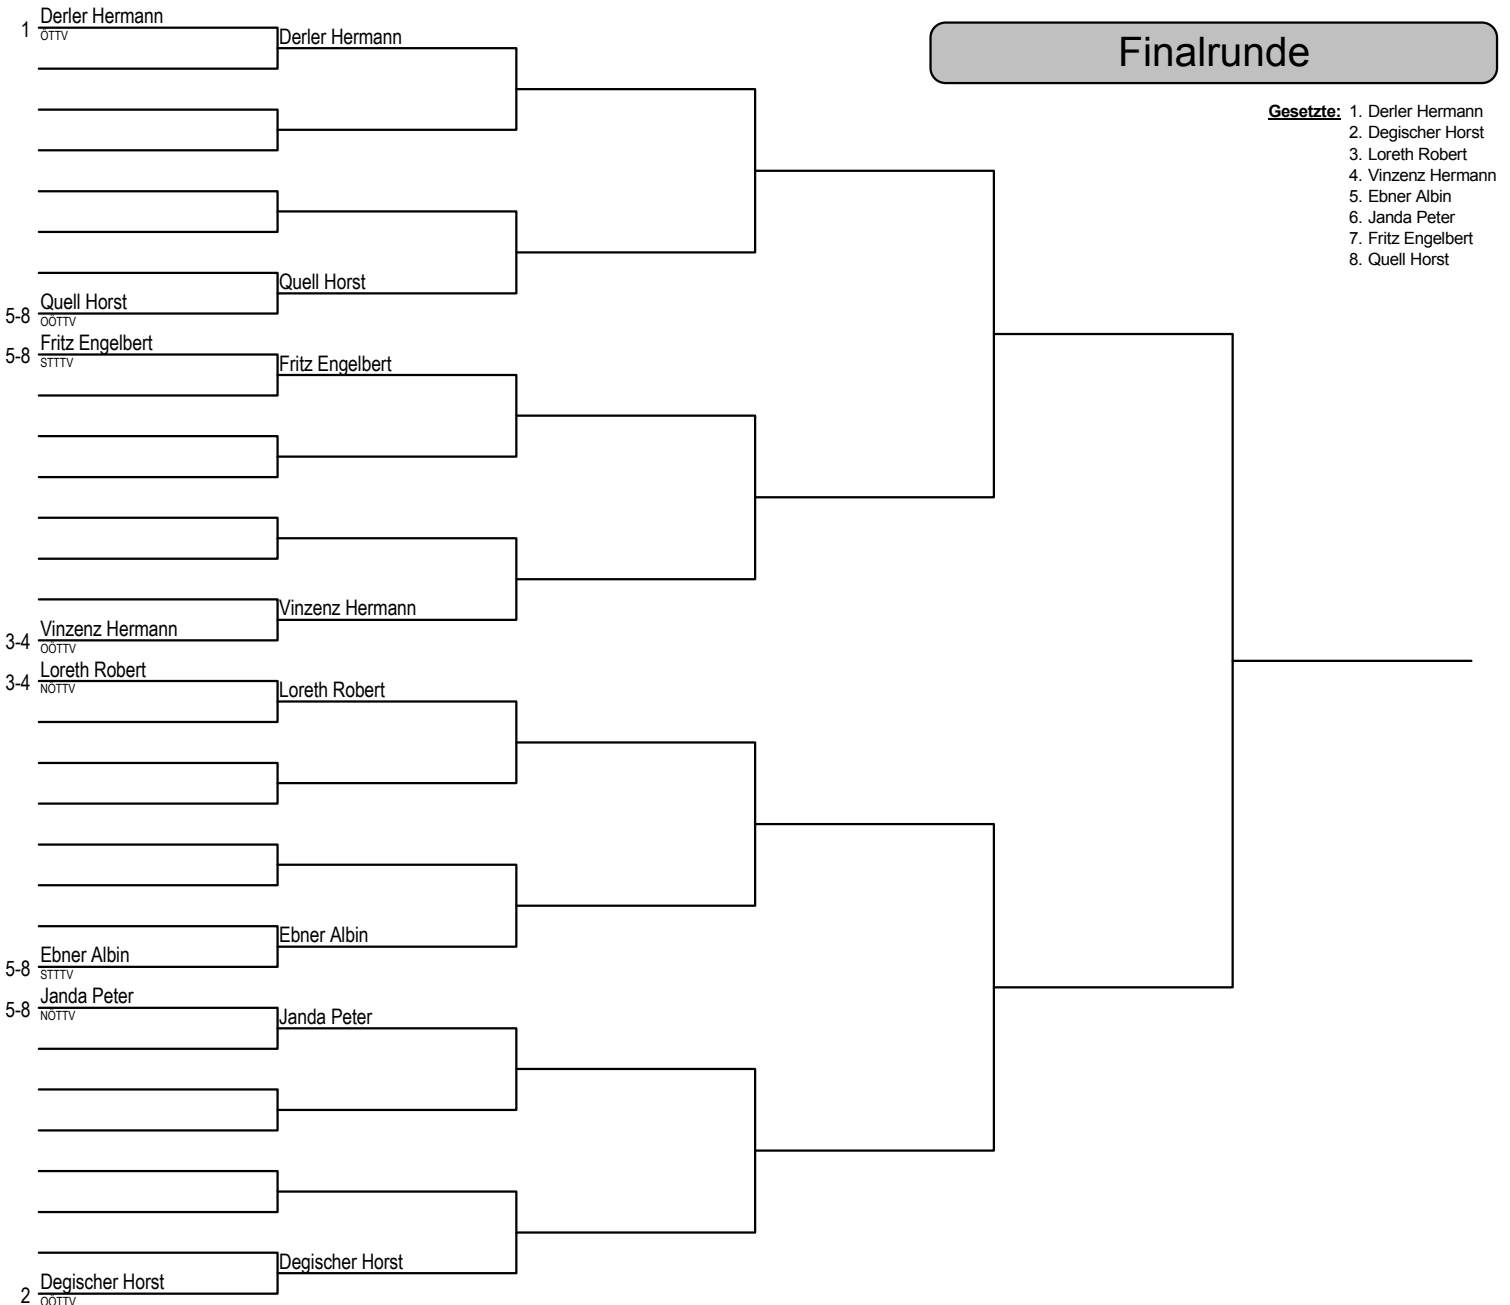 Finalrunde
Gesetzte: 1. Derler Hermann
2. Degischer Horst
3. Loreth Robert
4. Vinzenz Hermann
5. Ebner Albin
6. Janda Peter
7. Fritz Engelbert
8. Quell Horst
1 Derler Hermann
ÖTTV
Derler Hermann
Quell Horst
5-8 Quell Horst
OÖTTV
5-8 Fritz Engelbert
STTTV
Fritz Engelbert
Vinzenz Hermann
3-4 Vinzenz Hermann
OÖTTV
3-4 Loreth Robert
NÖTTV
Loreth Robert
Ebner Albin
5-8 Ebner Albin
STTTV
5-8 Janda Peter
NÖTTV
Janda Peter
Degischer Horst
2 Degischer Horst
OÖTTV